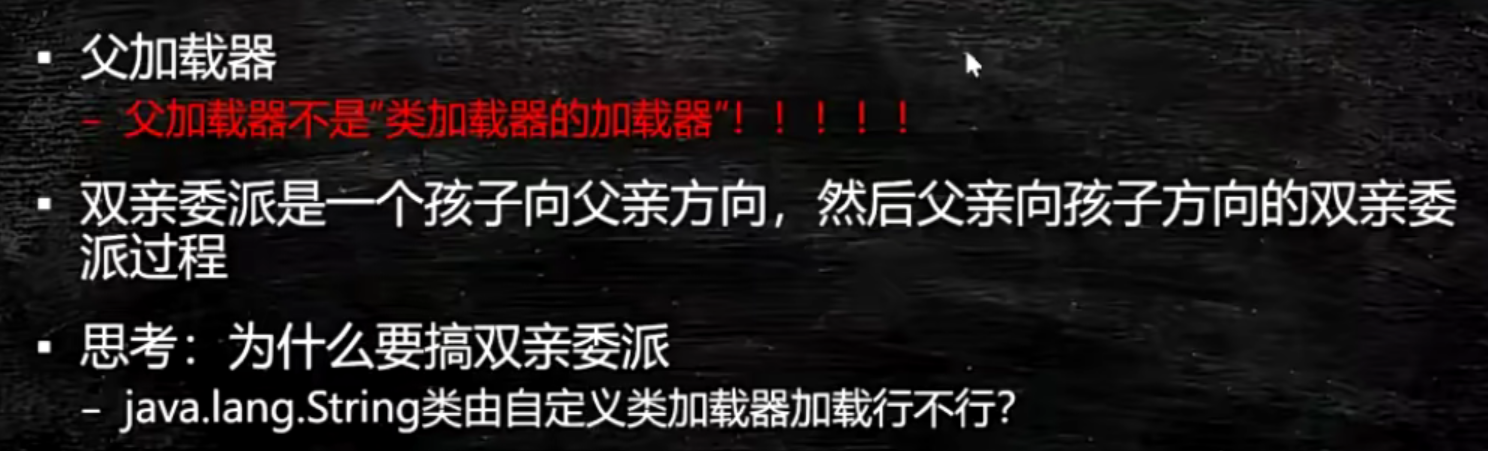 ▪ 父加载器
– 父加载器不是"类加载器的加载器"！！！！！
▪ 双亲委派是一个孩子向父亲方向，然后父亲向孩子方向的双亲委
派过程
▪ 思考：为什么要搞双亲委派
– java.lang.String类由自定义类加载器加载行不行？